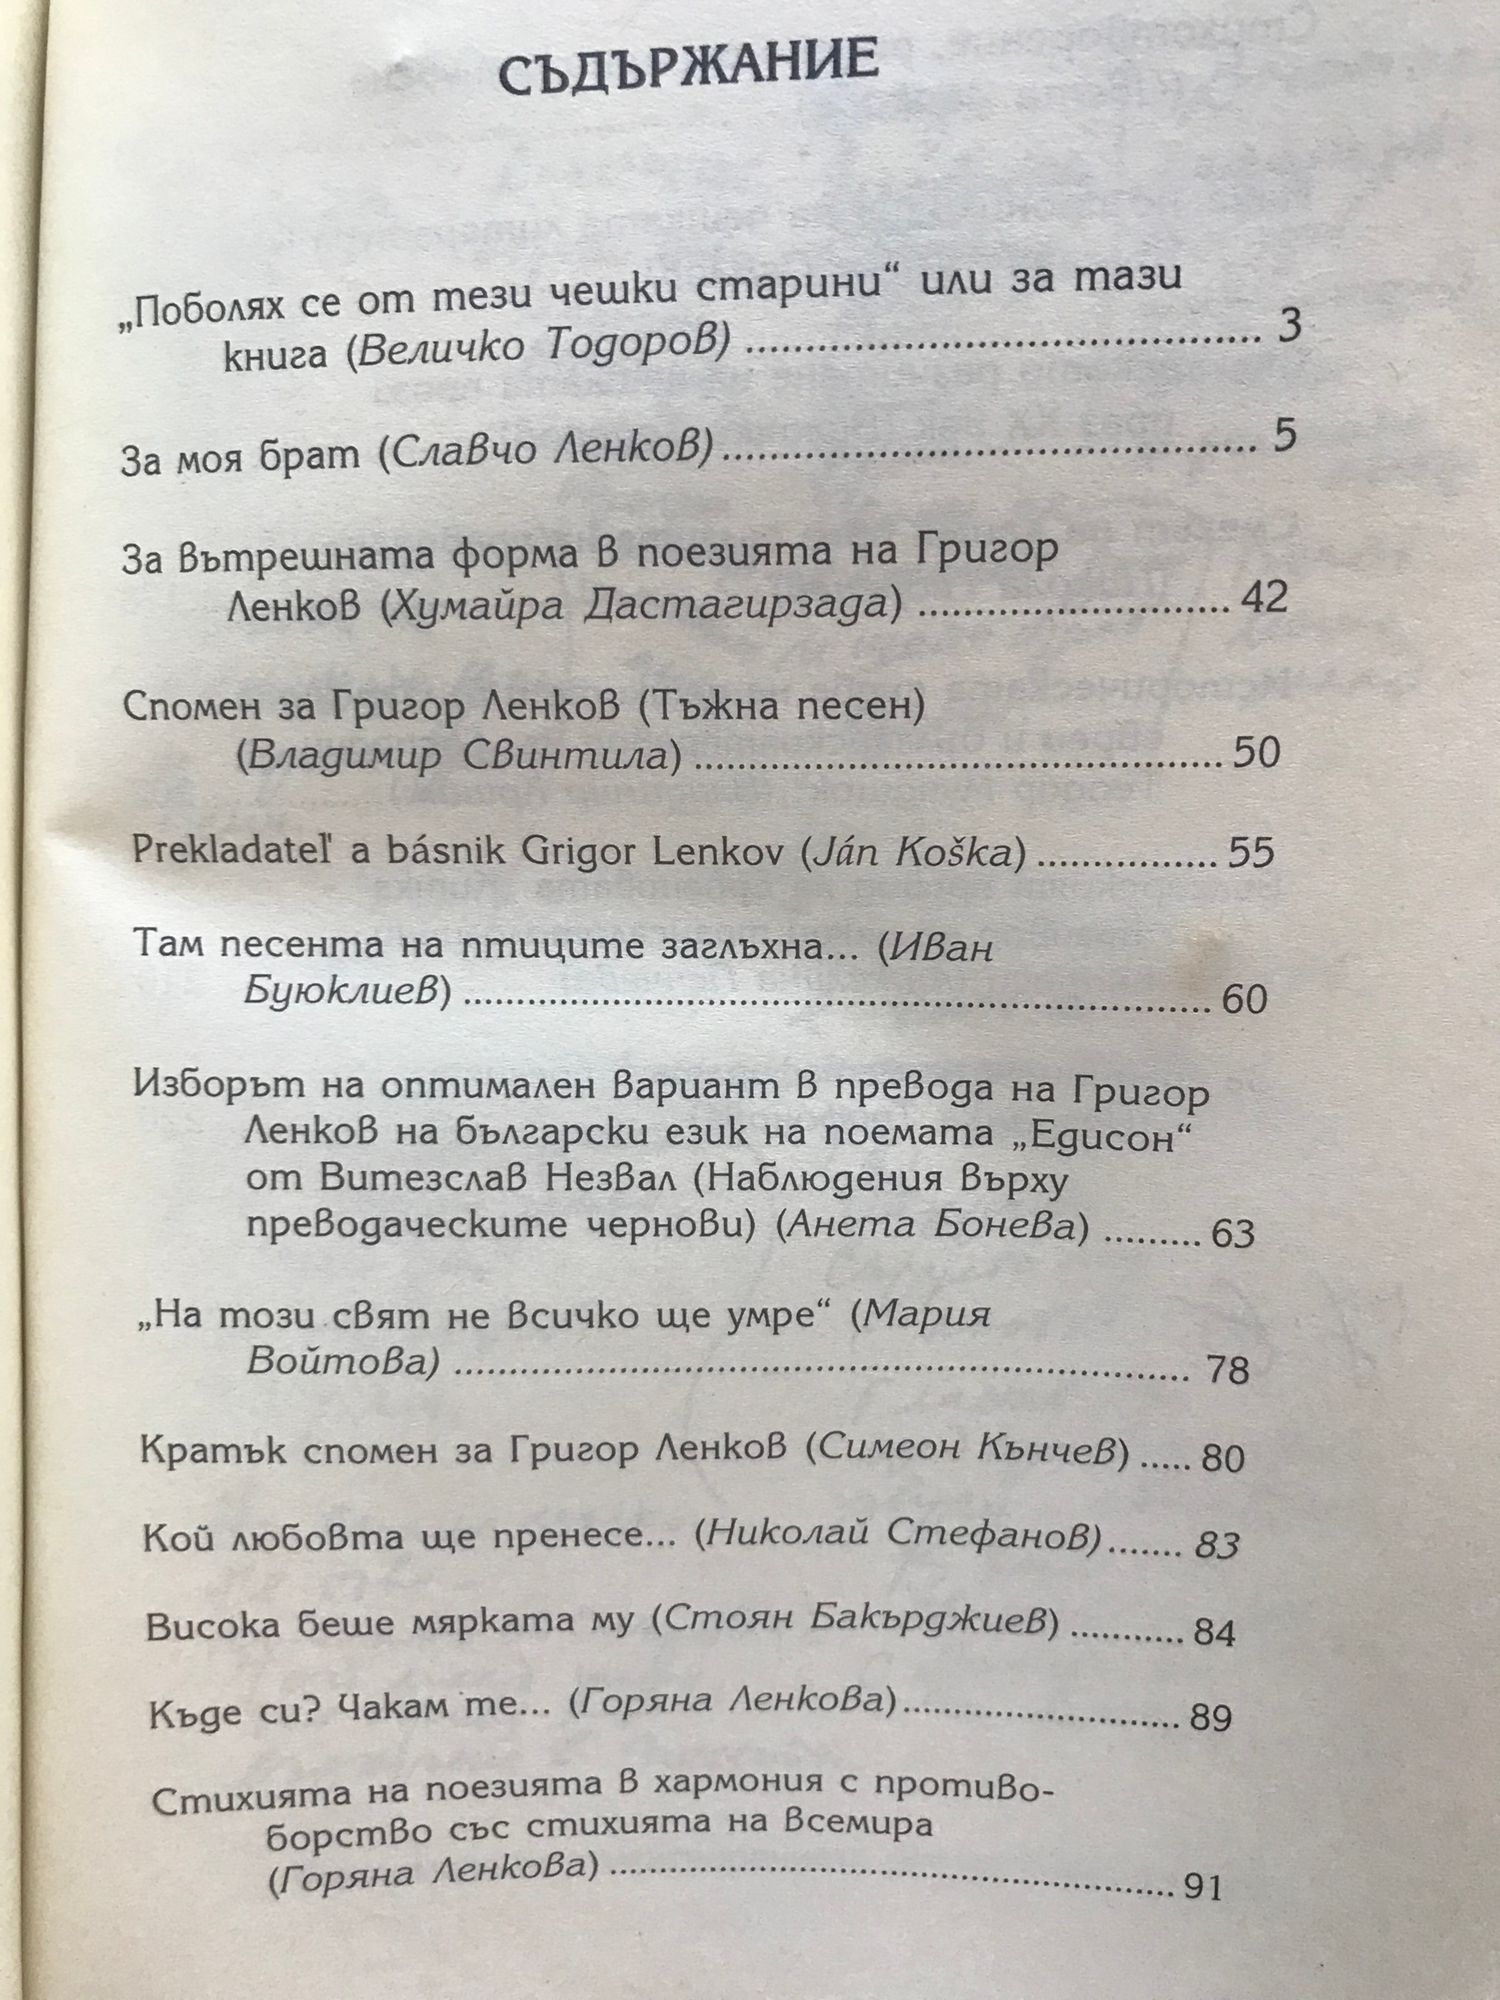 СЪДЪРЖАНИЕ
„Поболях се от тези чешки старини“ или за тази
книга (Величко Тодоров) .......................................... 3
За моя брат (Славчо Ленков) ........................................... 5
За вътрешната форма в поезията на Григор
Ленков (Хумайра Дастагирзада) ............................ 42
Спомен за Григор Ленков (Тъжна песен)
(Владимир Свинтила) ................................................ 50
Prekladateľ a básnik Grigor Lenkov (Ján Koška) ................ 55
Там песента на птиците заглъхна... (Иван
Буюклиев) .................................................................... 60
Изборът на оптимален вариант в превода на Григор
Ленков на български език на поемата „Едисон“
от Витезслав Незвал (Наблюдения върху
преводаческите чернови) (Анета Бонева) ......... 63
„На този свят не всичко ще умре“ (Мария
Войтова) .................................................................... 78
Кратък спомен за Григор Ленков (Симеон Кънчев) ..... 80
Кой любовта ще пренесе... (Николай Стефанов) ....... 83
Висока беше мярката му (Стоян Бакърджиев) ........... 84
Къде си? Чакам те... (Горяна Ленкова) .......................... 89
Стихията на поезията в хармония с противо-
борство със стихията на всемира
(Горяна Ленкова) ...................................................... 91